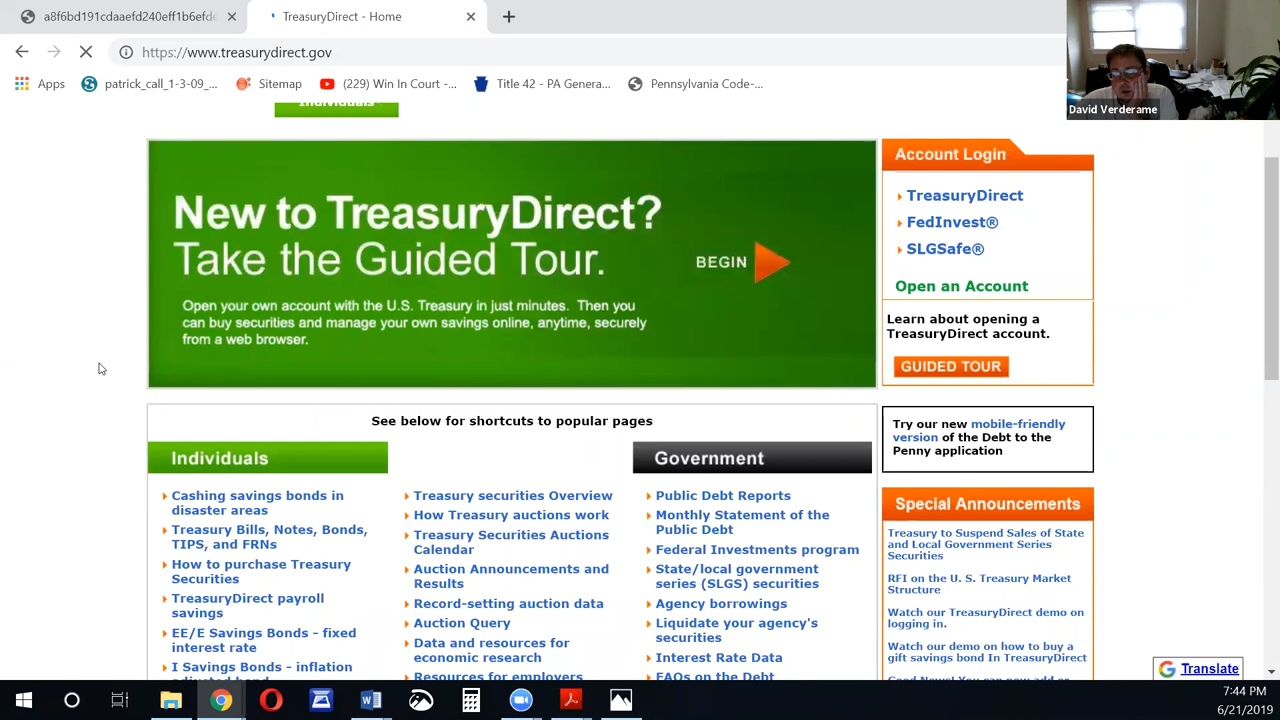 a8f6bd191cdaaefd240eff1b6efde
TreasuryDirect - Home
https://www.treasurydirect.gov
Apps
patrick_call_1-3-09_...
Sitemap
(229) Win In Court -...
Title 42 - PA Genera...
Pennsylvania Code-...
David Verderame
Individuals
New to TreasuryDirect?
Take the Guided Tour.
BEGIN
Open your own account with the U.S. Treasury in just minutes. Then you
can buy securities and manage your own savings online, anytime, securely
from a web browser.
Account Login
TreasuryDirect
FedInvest®
SLGSafe®
Open an Account
Learn about opening a
TreasuryDirect account.
GUIDED TOUR
See below for shortcuts to popular pages
Try our new mobile-friendly
version of the Debt to the
Penny application
Individuals
Cashing savings bonds in
disaster areas
Treasury Bills, Notes, Bonds,
TIPS, and FRNs
How to purchase Treasury
Securities
TreasuryDirect payroll
savings
EE/E Savings Bonds - fixed
interest rate
I Savings Bonds - inflation
adjusted bond
Treasury securities Overview
How Treasury auctions work
Treasury Securities Auctions
Calendar
Auction Announcements and
Results
Record-setting auction data
Auction Query
Data and resources for
economic research
Resources for employers
Government
Public Debt Reports
Monthly Statement of the
Public Debt
Federal Investments program
State/local government
series (SLGS) securities
Agency borrowings
Liquidate your agency's
securities
Interest Rate Data
FAQs on the Debt
Special Announcements
Treasury to Suspend Sales of State
and Local Government Series
Securities
RFI on the U. S. Treasury Market
Structure
Watch our TreasuryDirect demo on
logging in.
Watch our demo on how to buy a
gift savings bond In TreasuryDirect
Good News! You can now add or
Translate
7:44 PM
6/21/2019